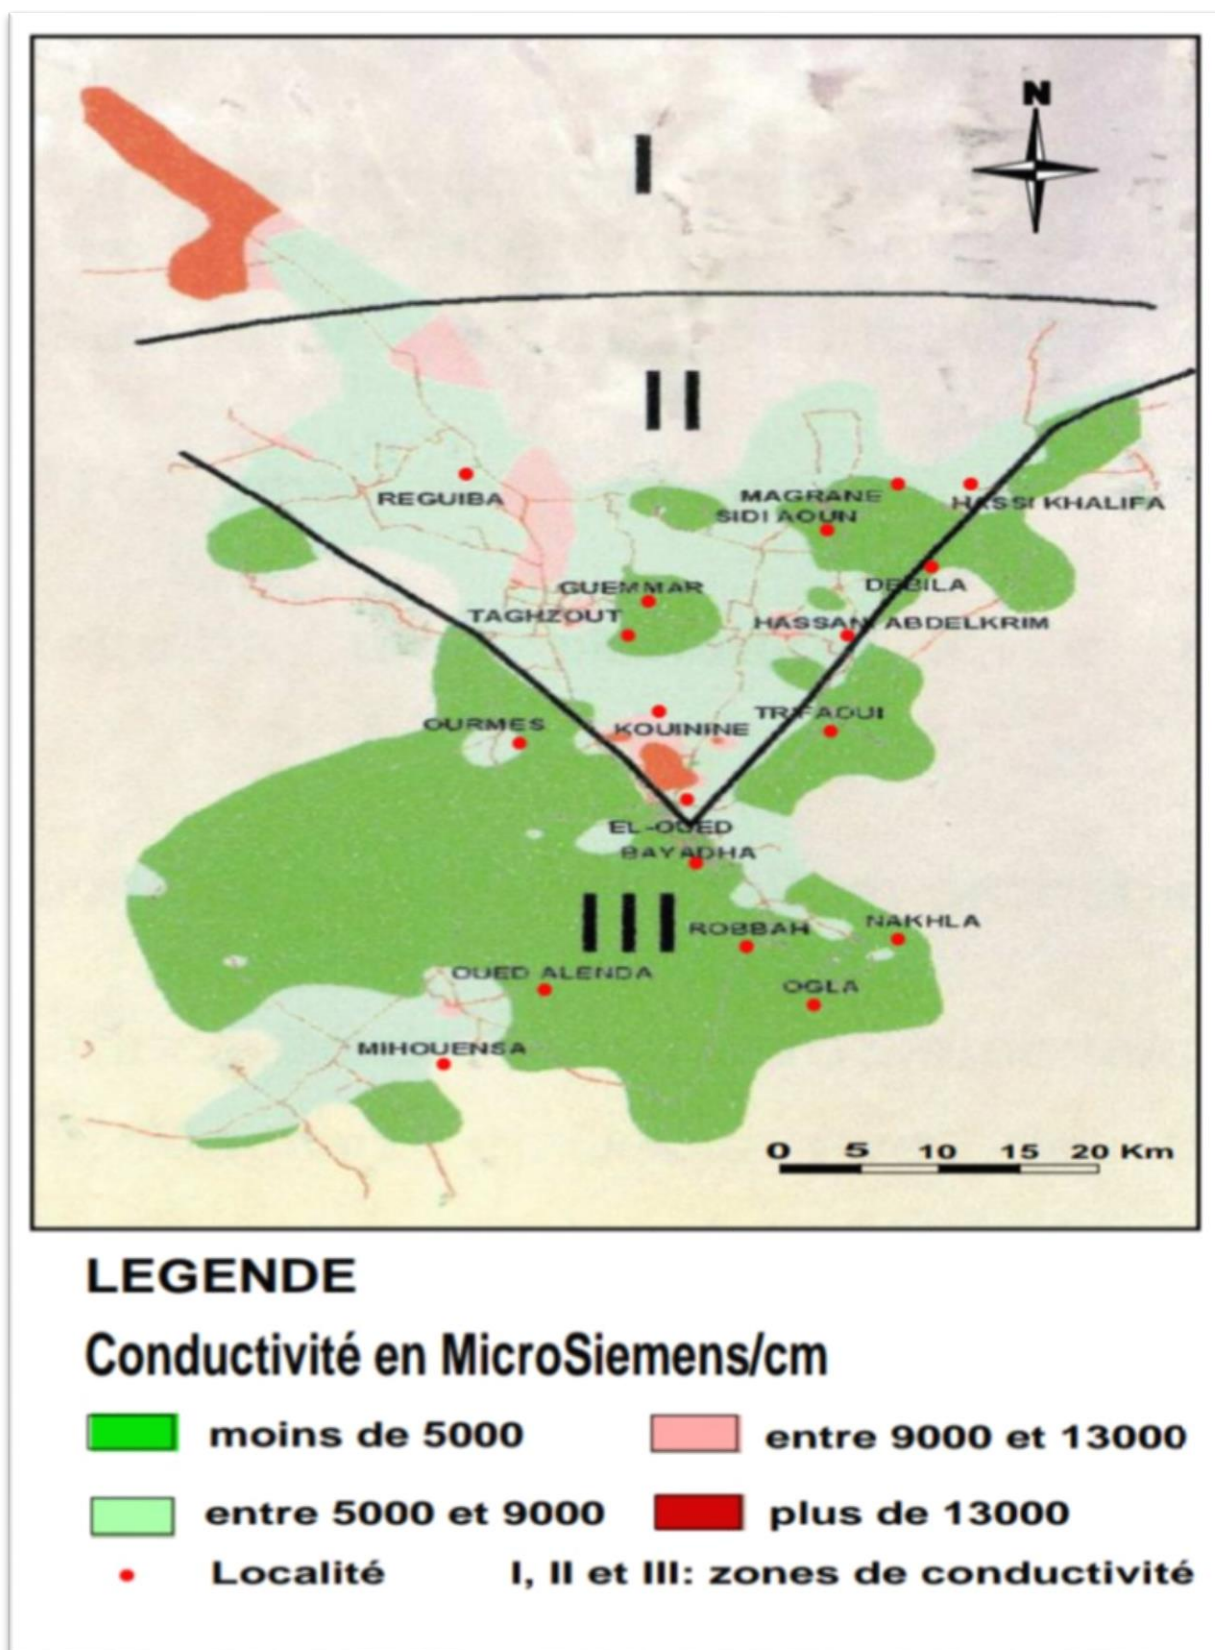 N
I
II
REGUIBA
MAGRANE
HASSI KHALIFA
SIDI AOUN
GUEMMAR
DEBILA
TAGHZOUT
HASSAN ABDELKRIM
OURMES
KOUININE
TRIFAOUI
EL-OUED
BAYADHA
III
ROBBAH
NAKHLA
OUED ALENDA
OGLA
MIHOUENSA
0 5 10 15 20 Km
LEGENDE
Conductivité en MicroSiemens/cm
moins de 5000
entre 9000 et 13000
entre 5000 et 9000
plus de 13000
Localité
I, II et III: zones de conductivité